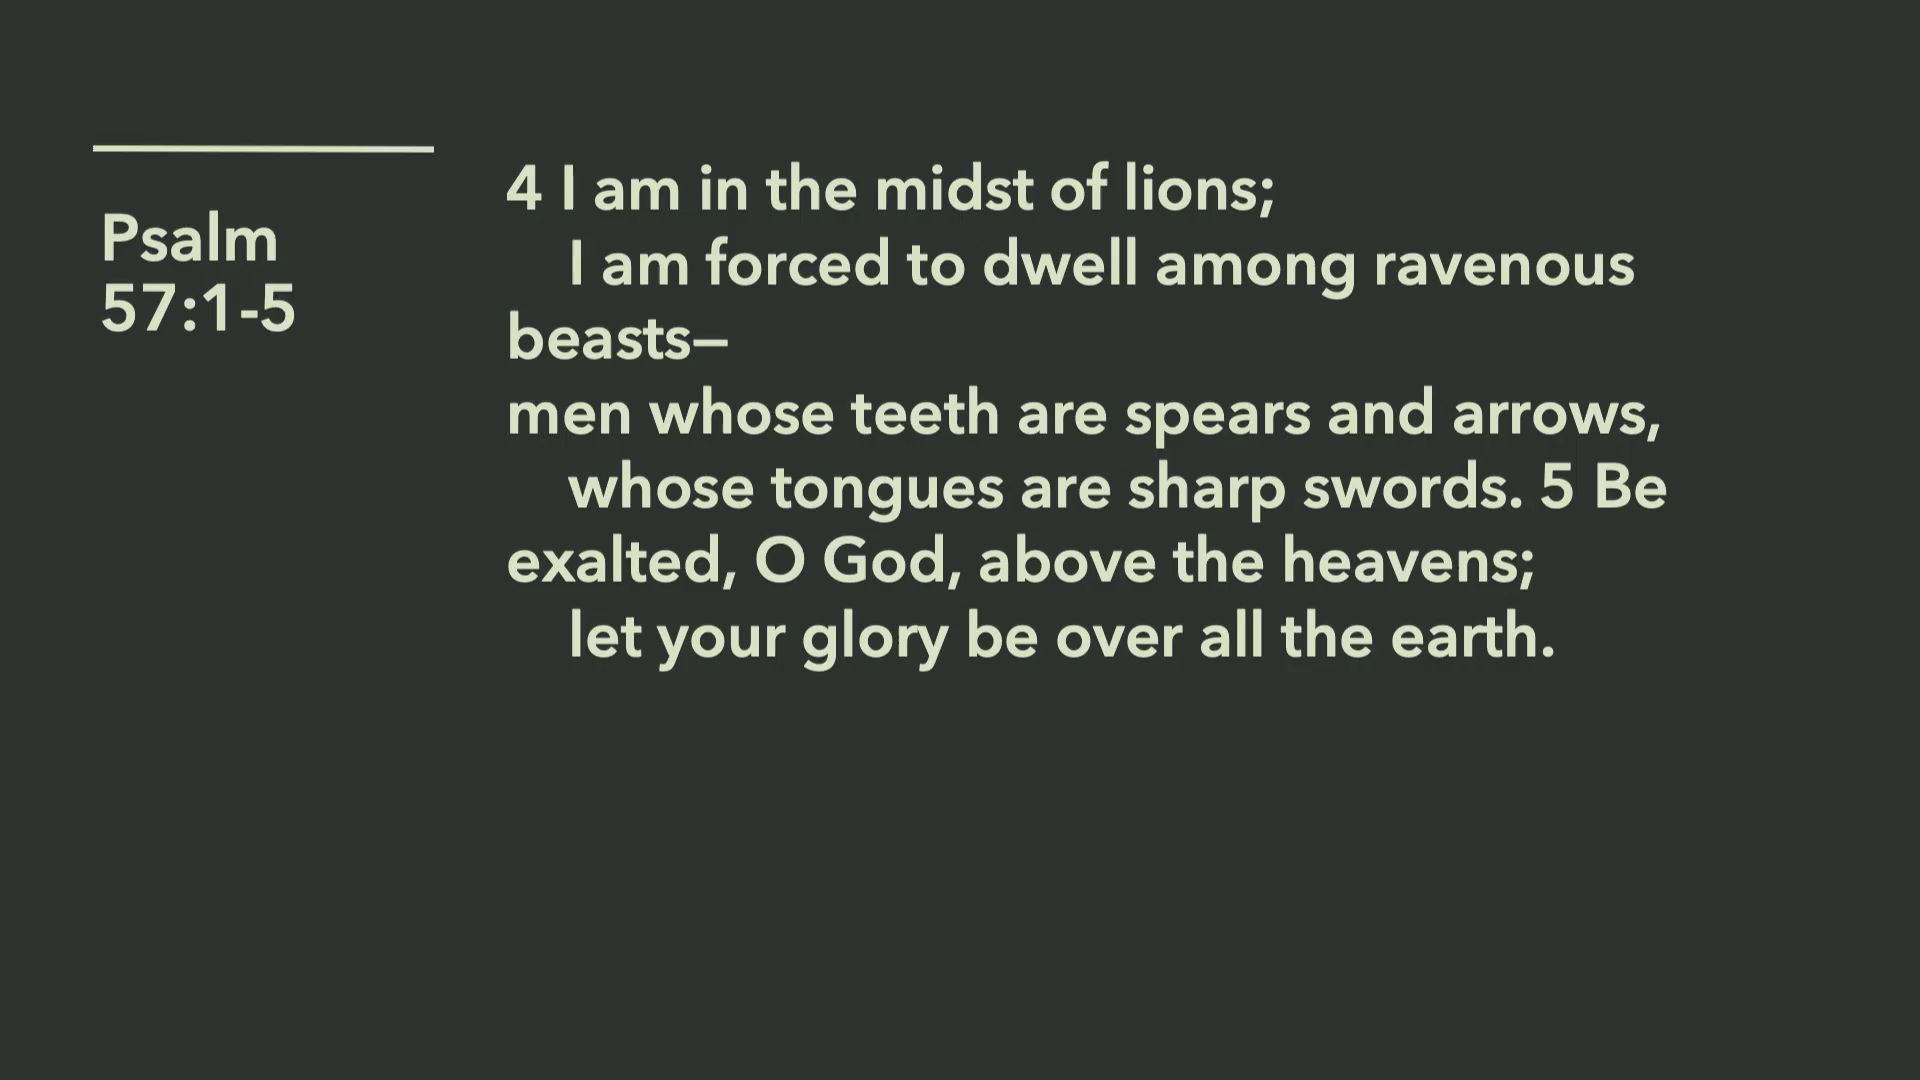 Psalm
57:1-5
4 I am in the midst of lions;
I am forced to dwell among ravenous
beasts—
men whose teeth are spears and arrows,
whose tongues are sharp swords. 5 Be
exalted, O God, above the heavens;
let your glory be over all the earth.